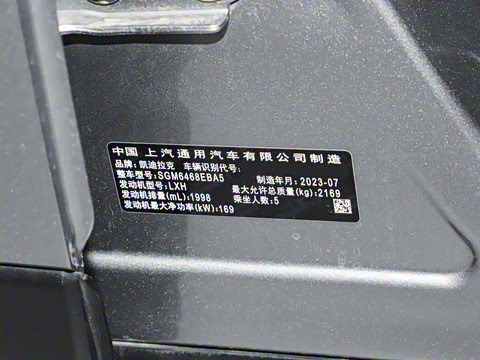 中国 上汽通用汽车有限公司制造
品牌: 凯迪拉克 车辆识别代号:
整车型号: SGM6468EBA5 制造年月: 2023-07
发动机型号: LXH 最大允许总质量(kg): 2169
发动机排量(mL): 1998 乘坐人数: 5
发动机最大净功率(kW): 169